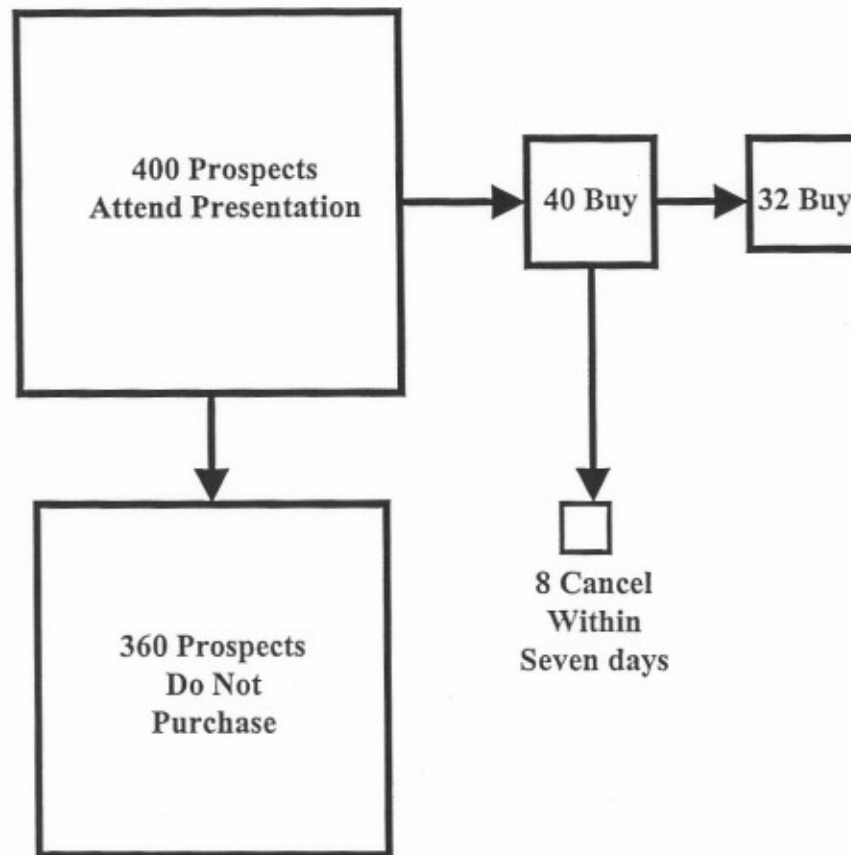 400 Prospects
Attend Presentation
40 Buy
32 Buy
360 Prospects
Do Not
Purchase
8 Cancel
Within
Seven days